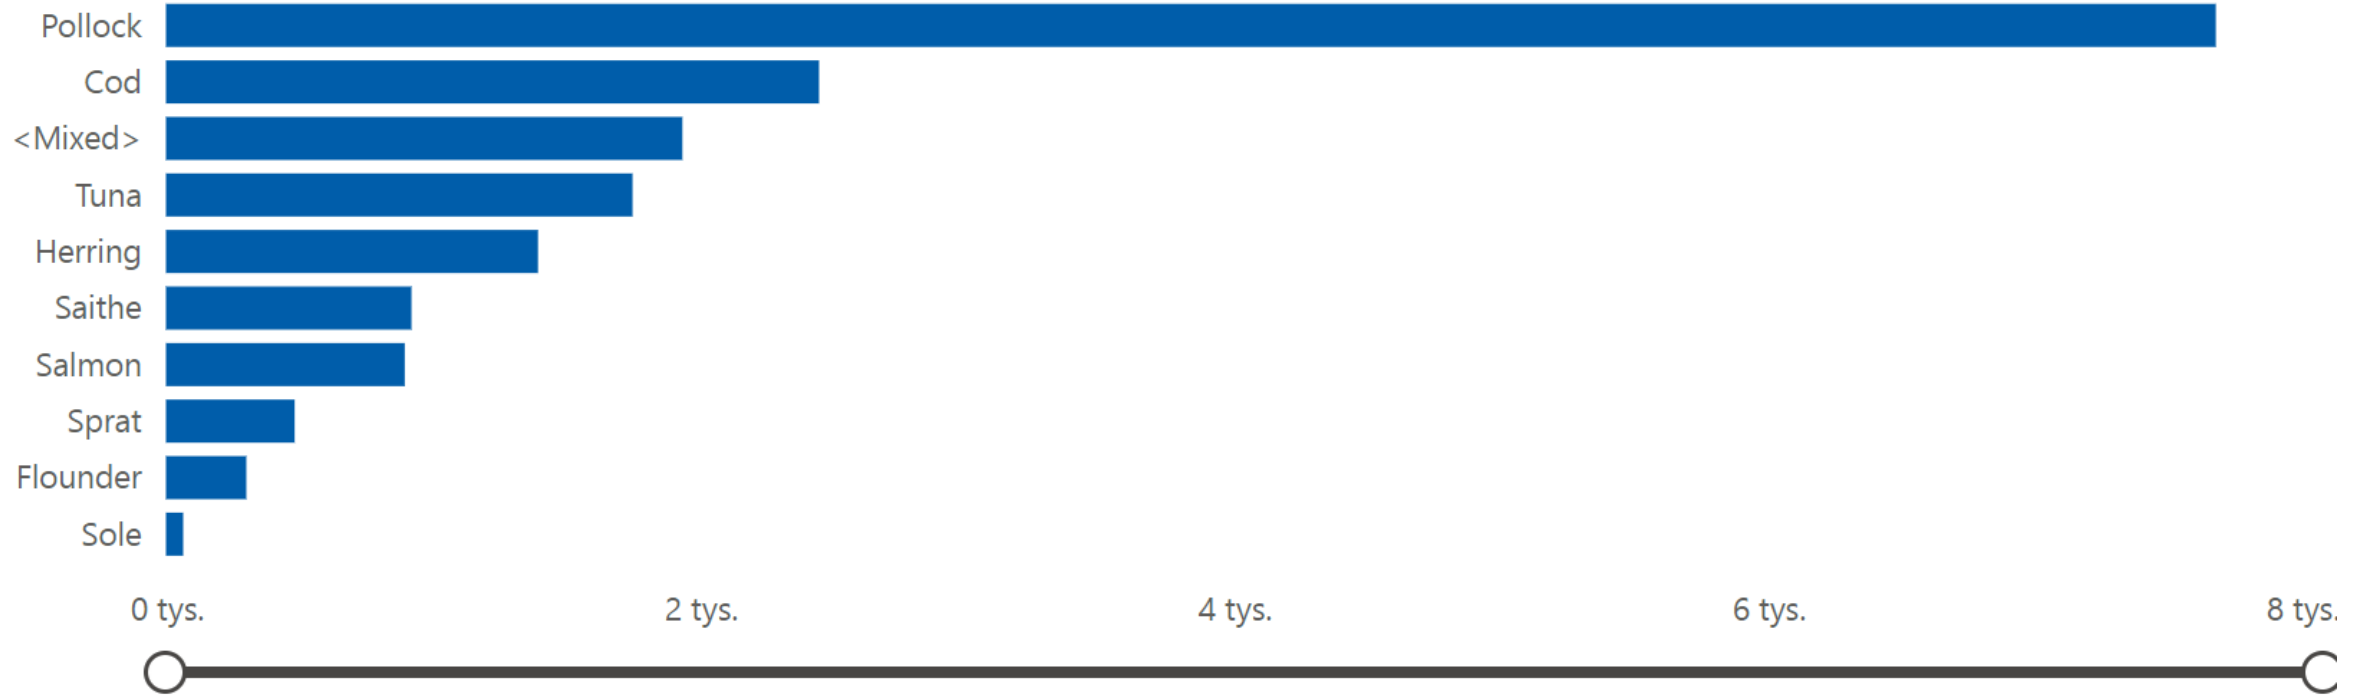 Pollock
Cod
<Mixed>
Tuna
Herring
Saithe
Salmon
Sprat
Flounder
Sole
0 tys. 2 tys. 4 tys. 6 tys. 8 tys.